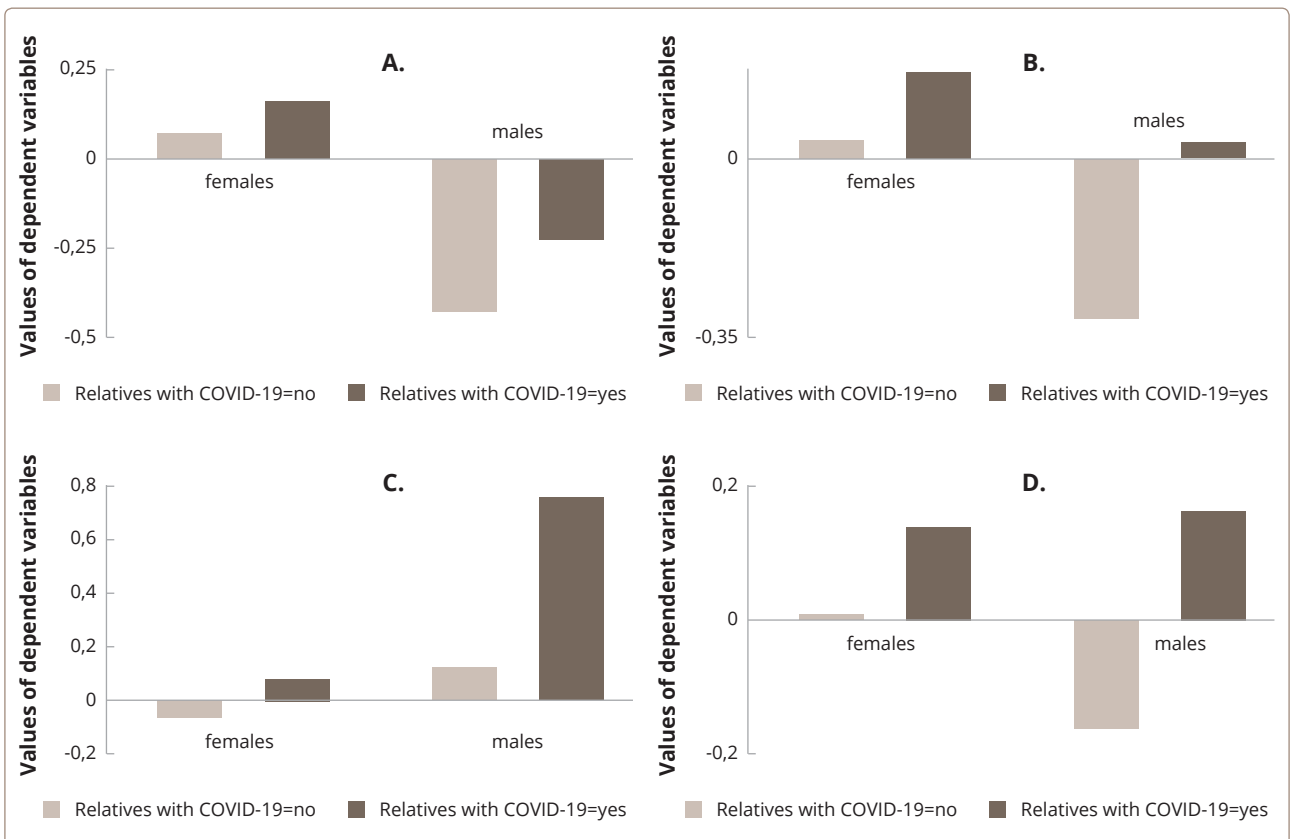 A.
Values of dependent variables
0,25
0
-0,25
-0,5
females
males
Relatives with COVID-19=no
Relatives with COVID-19=yes
B.
Values of dependent variables
0
-0,35
females
males
Relatives with COVID-19=no
Relatives with COVID-19=yes
C.
Values of dependent variables
0,8
0,6
0,4
0,2
0
-0,2
females
males
Relatives with COVID-19=no
Relatives with COVID-19=yes
D.
Values of dependent variables
0,2
0
-0,2
females
males
Relatives with COVID-19=no
Relatives with COVID-19=yes